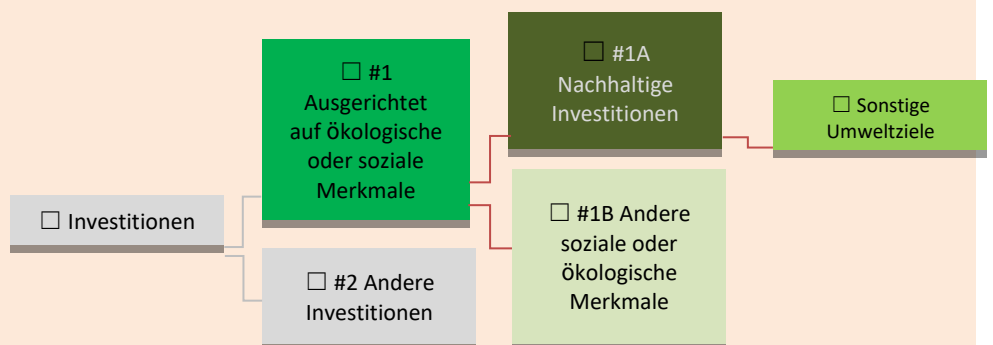 ☐ Investitionen
☐ #1
Ausgerichtet
auf ökologische
oder soziale
Merkmale
☐ #2 Andere
Investitionen
☐ #1A
Nachhaltige
Investitionen
☐ #1B Andere
soziale oder
ökologische
Merkmale
☐ Sonstige
Umweltziele